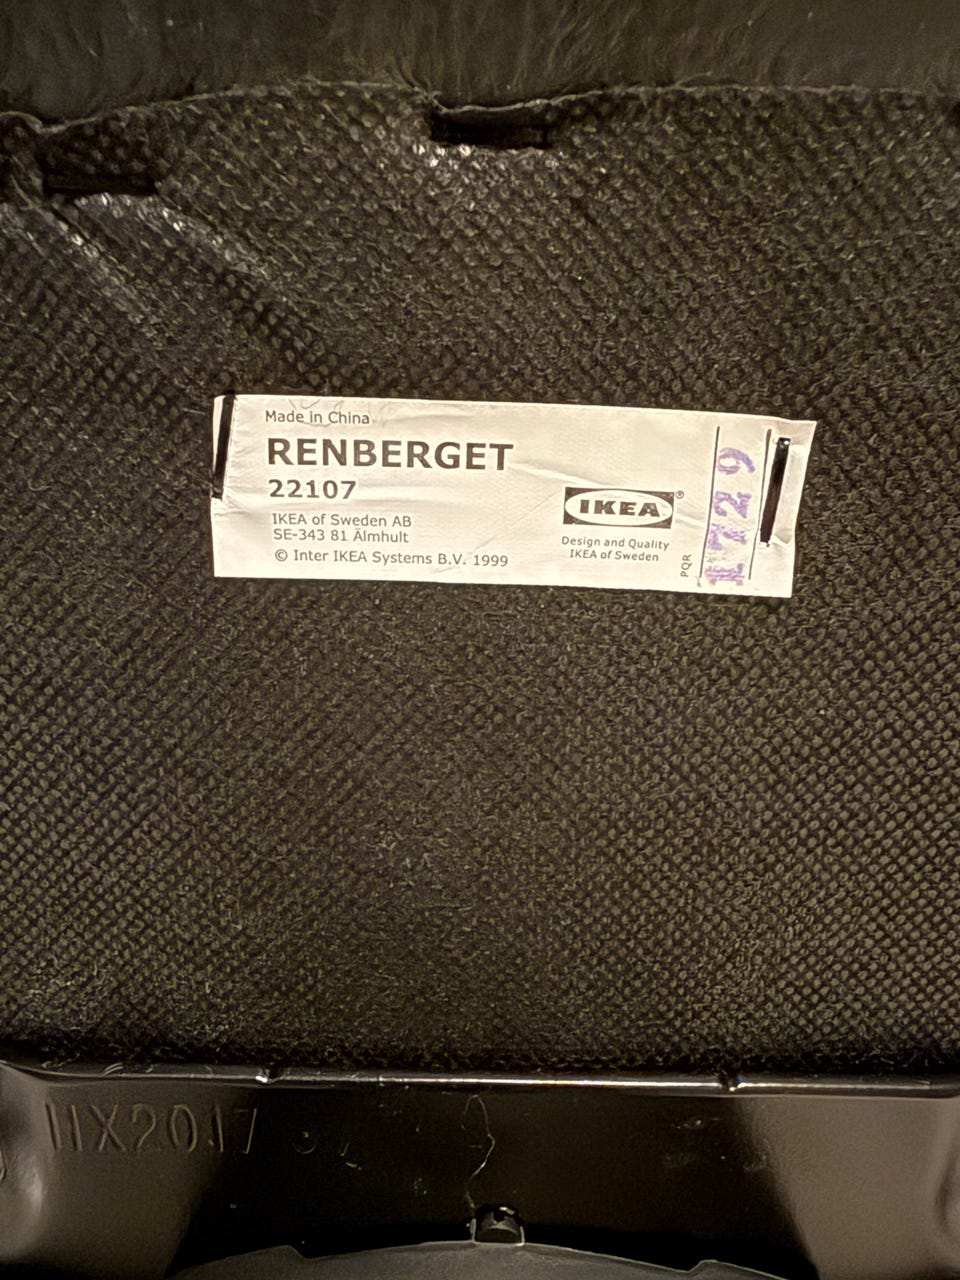 Made in China
RENBERGET
22107
IKEA of Sweden AB
SE-343 81 Älmhult
© Inter IKEA Systems B.V. 1999
IKEA®
Design and Quality
IKEA of Sweden
PQR
1729